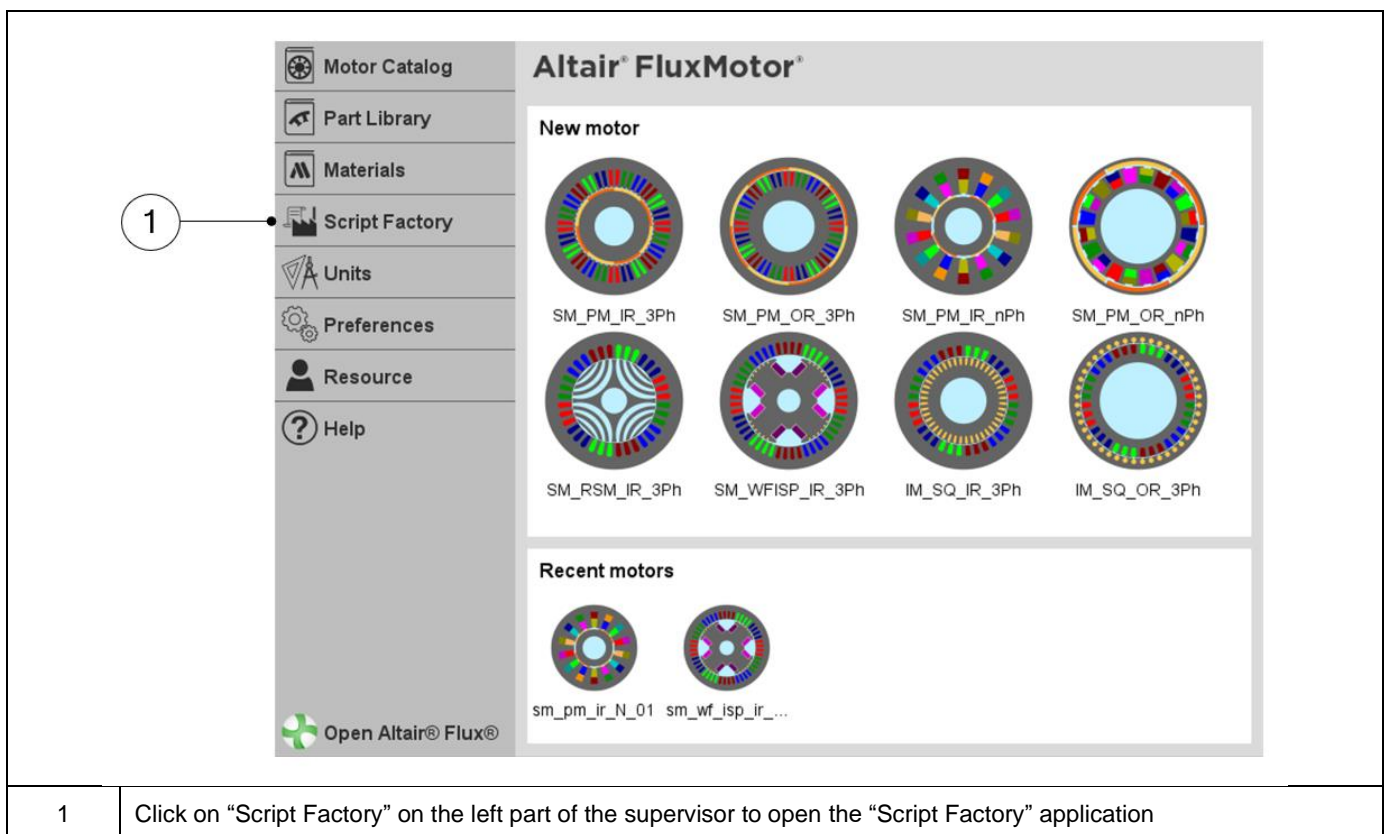 Motor Catalog
Part Library
Materials
1
Script Factory
Units
Preferences
Resource
Help
Open Altair® Flux®
Altair® FluxMotor®
New motor
SM_PM_IR_3Ph SM_PM_OR_3Ph SM_PM_IR_nPh SM_PM_OR_nPh
SM_RSM_IR_3Ph SM_WFISP_IR_3Ph IM_SQ_IR_3Ph IM_SQ_OR_3Ph
Recent motors
sm_pm_ir_N_01 sm_wf_isp_ir_...
1 Click on “Script Factory” on the left part of the supervisor to open the “Script Factory” application